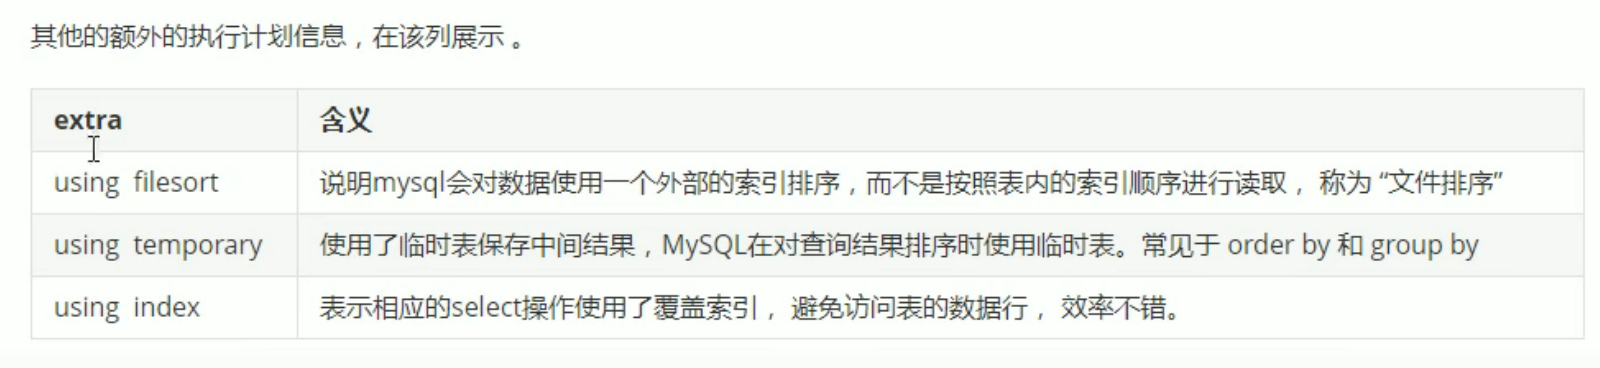 其他的额外的执行计划信息，在该列展示 。
extra 含义
using filesort 说明mysql会对数据使用一个外部的索引排序，而不是按照表内的索引顺序进行读取， 称为 “文件排序”
using temporary 使用了临时表保存中间结果，MySQL在对查询结果排序时使用临时表。常见于 order by 和 group by
using index 表示相应的select操作使用了覆盖索引， 避免访问表的数据行， 效率不错。